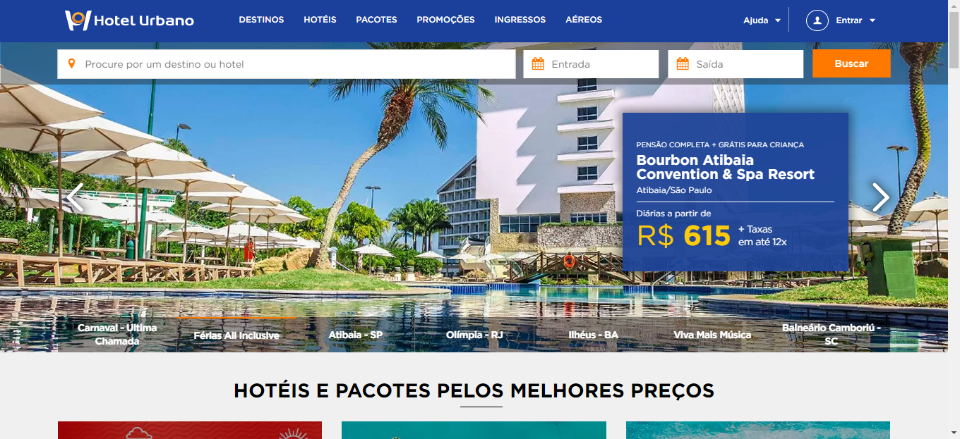 Hotel Urbano
DESTINOS HOTÉIS PACOTES PROMOÇÕES INGRESSOS AÉREOS
Ajuda Entrar
Procure por um destino ou hotel
Entrada
Saída
Buscar
PENSÃO COMPLETA + GRÁTIS PARA CRIANÇA
Bourbon Atibaia
Convention & Spa Resort
Atibaia/São Paulo
Diárias a partir de
R$ 615 + Taxas
em até 12x
Carnaval - Última
Chamada
Férias All Inclusive
Atibaia - SP
Olímpia - RJ
Ilhéus - BA
Viva Mais Música
Balneário Camboriú -
SC
HOTÉIS E PACOTES PELOS MELHORES PREÇOS